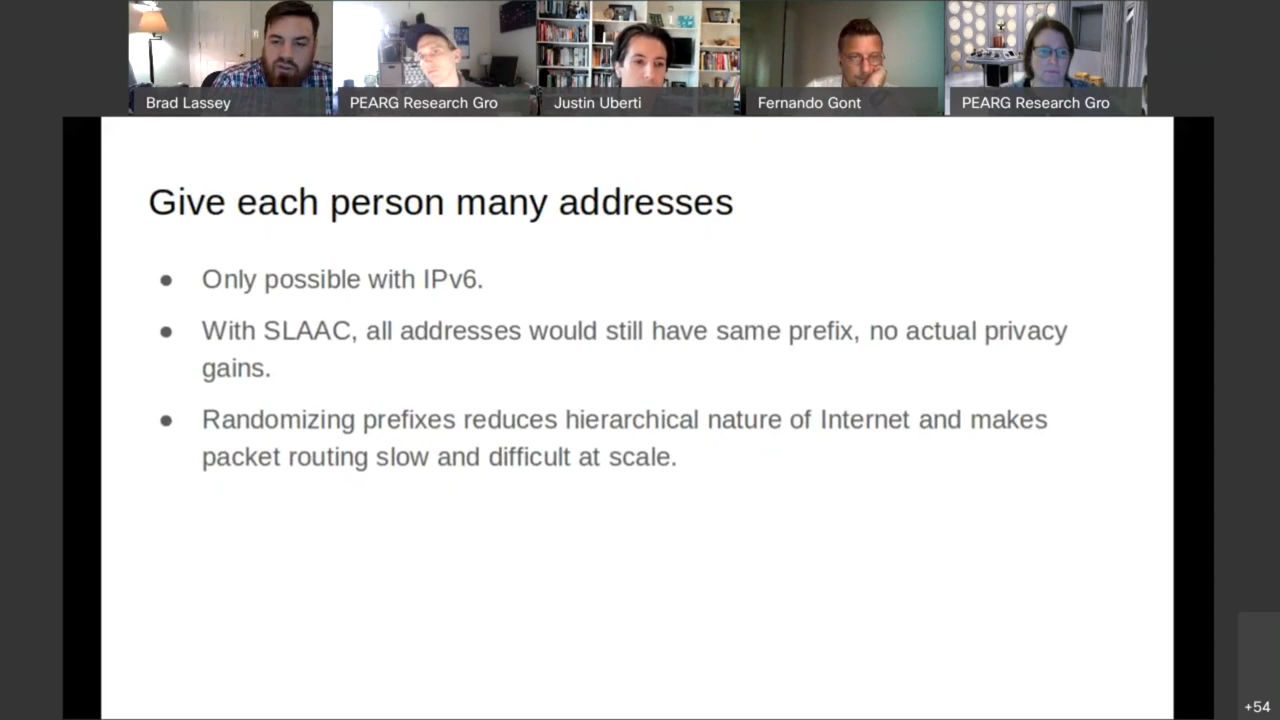 Brad Lassey
PEARG Research Gro
Justin Uberti
Fernando Gont
PEARG Research Gro
Give each person many addresses
● Only possible with IPv6.
● With SLAAC, all addresses would still have same prefix, no actual privacy
gains.
● Randomizing prefixes reduces hierarchical nature of Internet and makes
packet routing slow and difficult at scale.
+54